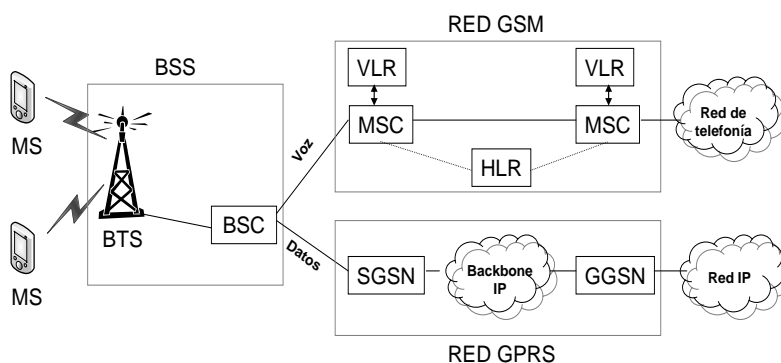 RED GSM
BSS
VLR
VLR
MS
MSC
MSC
Red de
telefonía
Voz
HLR
BTS
BSC
Datos
MS
SGSN
Backbone
IP
GGSN
Red IP
RED GPRS